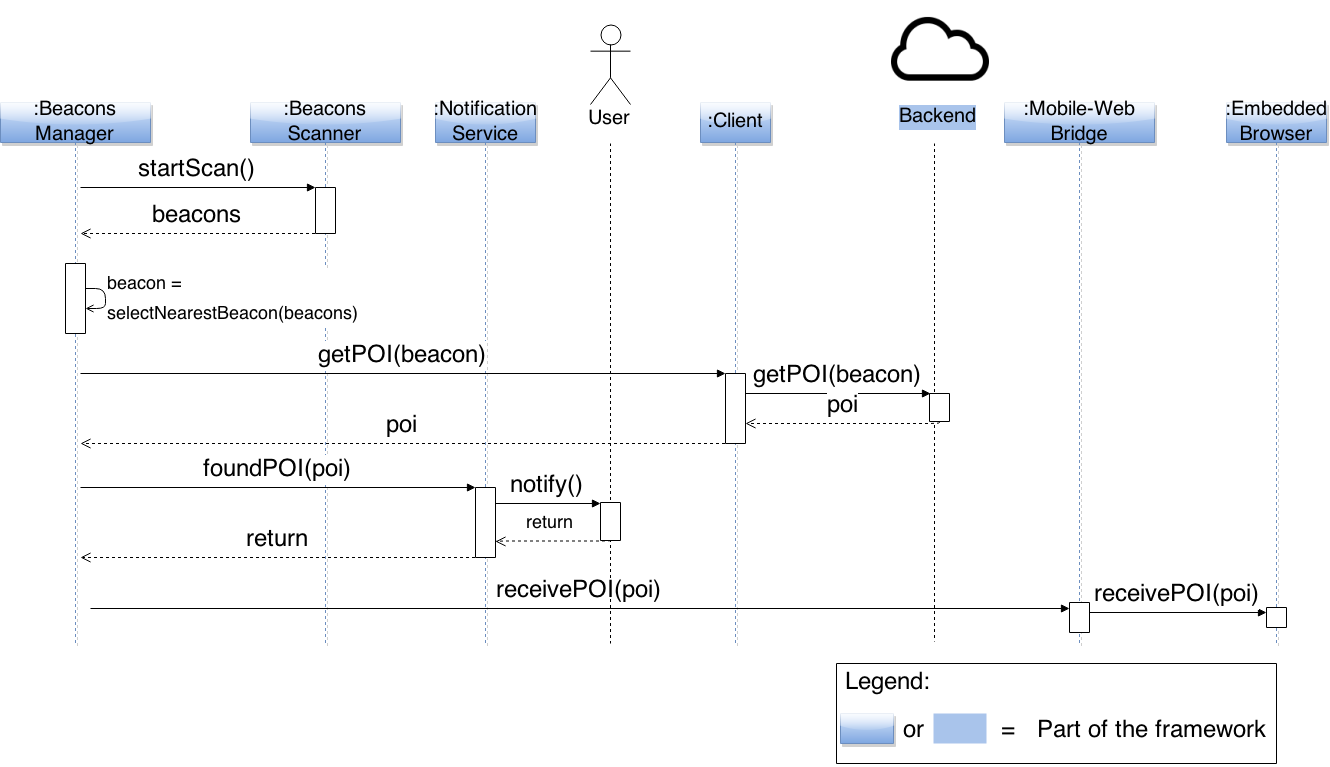 :Beacons
Manager
:Beacons
Scanner
:Notification
Service
User
:Client
Backend
:Mobile-Web
Bridge
:Embedded
Browser
startScan()
beacons
beacon =
selectNearestBeacon(beacons)
getPOI(beacon)
getPOI(beacon)
poi
poi
foundPOI(poi)
notify()
return
return
receivePOI(poi)
receivePOI(poi)
Legend:
or = Part of the framework